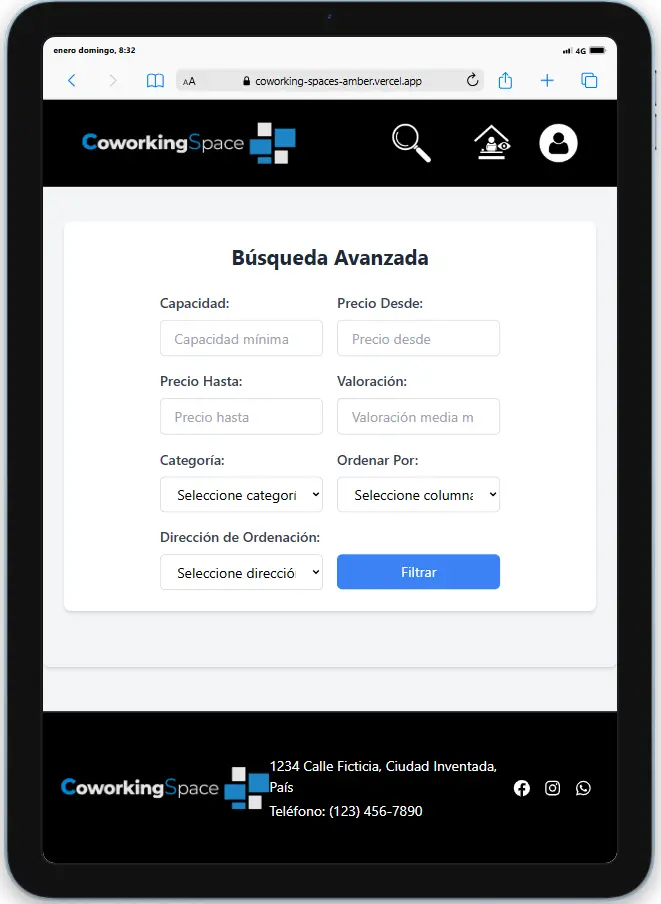 enero domingo, 8:32
4G
AA
coworking-spaces-amber.vercel.app
CoworkingSpace
Búsqueda Avanzada
Capacidad:
Precio Desde:
Capacidad mínima
Precio desde
Precio Hasta:
Valoración:
Precio hasta
Valoración media m
Categoría:
Ordenar Por:
Seleccione categorí
Seleccione columna
Dirección de Ordenación:
Seleccione direcció
Filtrar
CoworkingSpace
1234 Calle Ficticia, Ciudad Inventada,
País
Teléfono: (123) 456-7890